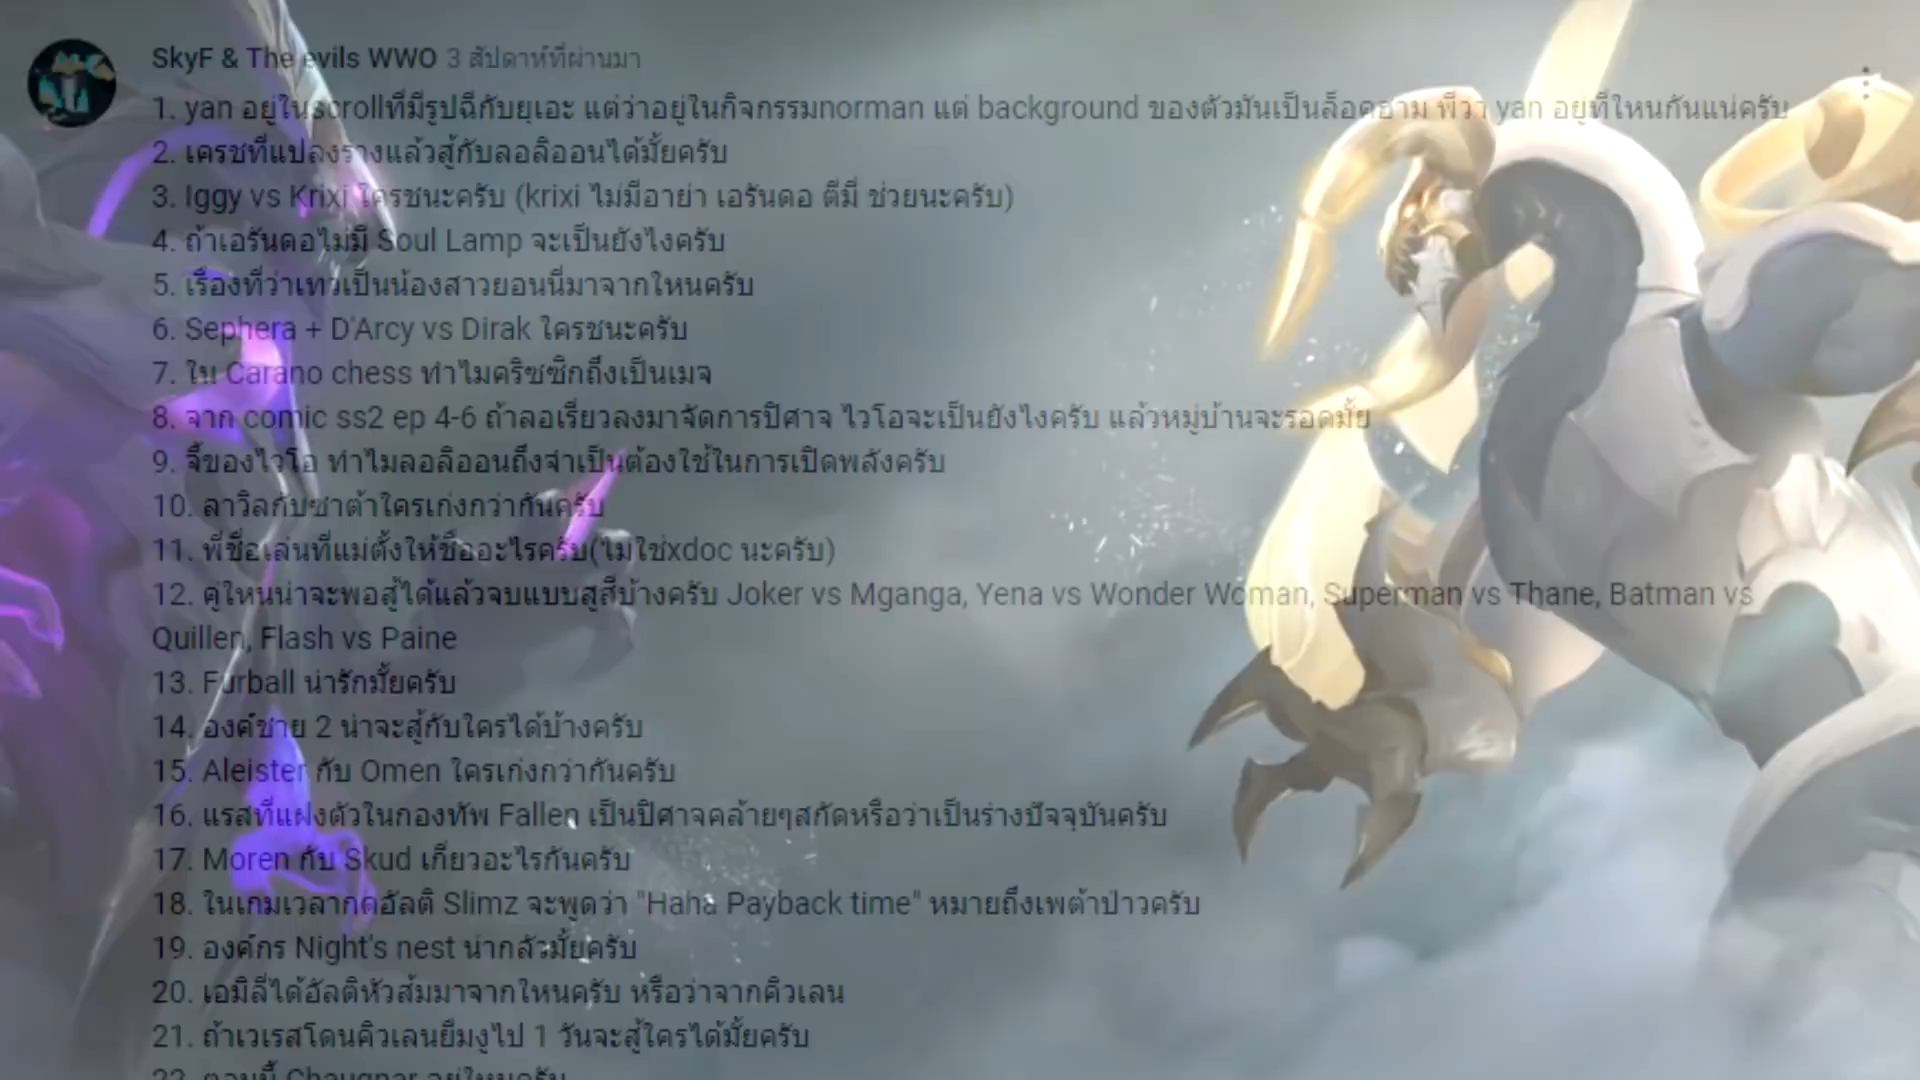 SkyF & The evils WWO 3 สัปดาห์ที่ผ่านมา
1. yan อยู่ในscrollที่มีรูปฉีกับยุเอะ แต่ว่าอยู่ในกิจกรรมnorman แต่ background ของตัวมันเป็นล็อคฮาม พี่ว่า yan อยู่ที่ใหนกันแน่ครับ
2. เครชที่แปลงร่างแล้วสู้กับลอลิออนได้มั้ยครับ
3. Iggy vs Krixi ใครชนะครับ (krixi ไม่มีอาย่า เอรันดอ ตีมี่ ช่วยนะครับ)
4. ถ้าเอรันดอไม่มี Soul Lamp จะเป็นยังไงครับ
5. เรื่องที่ว่าเทวเป็นน้องสาวยอนนี่มาจากใหนครับ
6. Sephera + D'Arcy vs Dirak ใครชนะครับ
7. ใน Carano chess ทำไมคริซซิกถึงเป็นเมจ
8. จาก comic ss2 ep 4-6 ถ้าลอเรียวลงมาจัดการปิศาจ ไวโอจะเป็นยังไงครับ แล้วหมู่บ้านจะรอดมั้ย
9. จี้ของไวโอ ทำไมลอลิออนถึงจำเป็นต้องใช้ในการเปิดพลังครับ
10. ลาวิลกับซาต้าใครเก่งกว่ากันครับ
11. พี่ชื่อเล่นที่แม่ตั้งให้ชื่ออะไรครับ(ไม่ใช่xdoc นะครับ)
12. คู่ใหนน่าจะพอสู้ได้แล้วจบแบบสูสีบ้างครับ Joker vs Mganga, Yena vs Wonder Woman, Superman vs Thane, Batman vs
Quillen, Flash vs Paine
13. Furball น่ารักมั้ยครับ
14. องค์ชาย 2 น่าจะสู้กับใครได้บ้างครับ
15. Aleister กับ Omen ใครเก่งกว่ากันครับ
16. แรสที่แฝงตัวในกองทัพ Fallen เป็นปิศาจคล้ายๆสกัดหรือว่าเป็นร่างปัจจุบันครับ
17. Moren กับ Skud เกี่ยวอะไรกันครับ
18. ในเกมเวลากดอัลติ Slimz จะพูดว่า "Haha Payback time" หมายถึงเพต้าป่าวครับ
19. องค์กร Night's nest น่ากลัวมั้ยครับ
20. เอมิลี่ได้อัลติหัวส้มมาจากใหนครับ หรือว่าจากคิวเลน
21. ถ้าเวเรสโดนคิวเลนยืมงูไป 1 วันจะสู้ใครได้มั้ยครับ
22. ตอนนี้ Chaugnar อยู่ใหนครับ